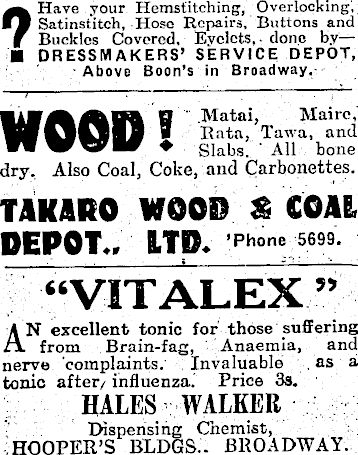 ? Have your Hemstitching, Overlocking,
Satinstitch, Hose Repairs, Buttons and
Buckles Covered, Eyelets, done by—
DRESSMAKERS' SERVICE DEPOT,
Above Boon's in Broadway.
WOOD! Matai, Maire,
Rata, Tawa, and
Slabs. All bone
dry. Also Coal, Coke, and Carbonettes.
TAKARO WOOD & COAL
DEPOT., LTD. 'Phone 5699.
"VITALEX"
AN excellent tonic for those suffering
from Brain-fag, Anaemia, and
nerve complaints. Invaluable as a
tonic after, influenza. Price 3s.
HALES WALKER
Dispensing Chemist,
HOOPER'S BLDGS.. BROADWAY.